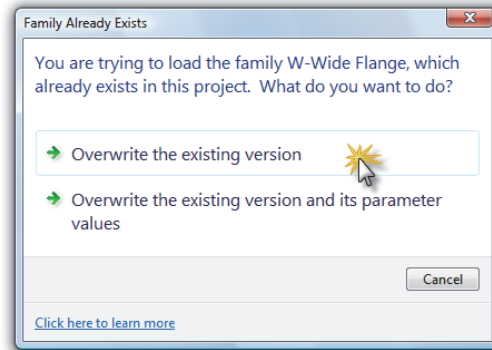 Family Already Exists
You are trying to load the family W-Wide Flange, which
already exists in this project.  What do you want to do?
Overwrite the existing version
Overwrite the existing version and its parameter
values
Cancel
Click here to learn more